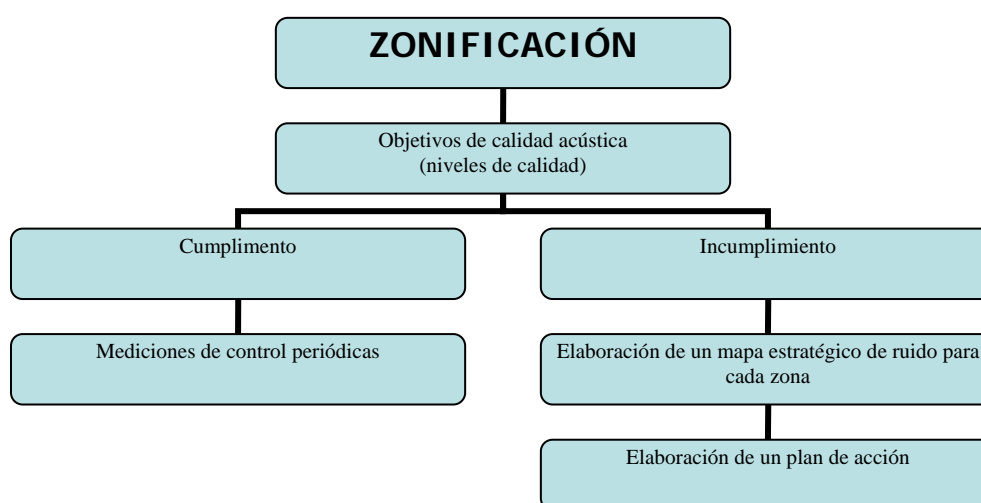 ZONIFICACIÓN
Objetivos de calidad acústica
(niveles de calidad)
Cumplimento
Incumplimiento
Mediciones de control periódicas
Elaboración de un mapa estratégico de ruido para
cada zona
Elaboración de un plan de acción